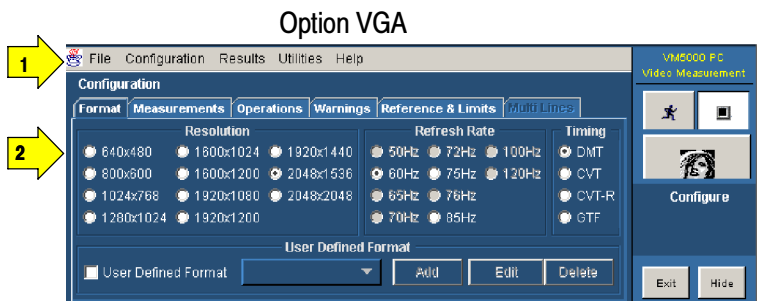 Option VGA
1
File Configuration Results Utilities Help
VM5000 PC
Video Measurement
Configuration
Format Measurements Operations Warnings Reference & Limits Multi Lines
2
Resolution Refresh Rate Timing
640x480 1600x1024 1920x1440 50Hz 72Hz 100Hz DMT
800x600 1600x1200 2048x1536 60Hz 75Hz 120Hz CVT
1024x768 1920x1080 2048x2048 65Hz 76Hz CVT-R
1280x1024 1920x1200 70Hz 85Hz GTF
Configure
User Defined Format
User Defined Format Add Edit Delete
Exit Hide